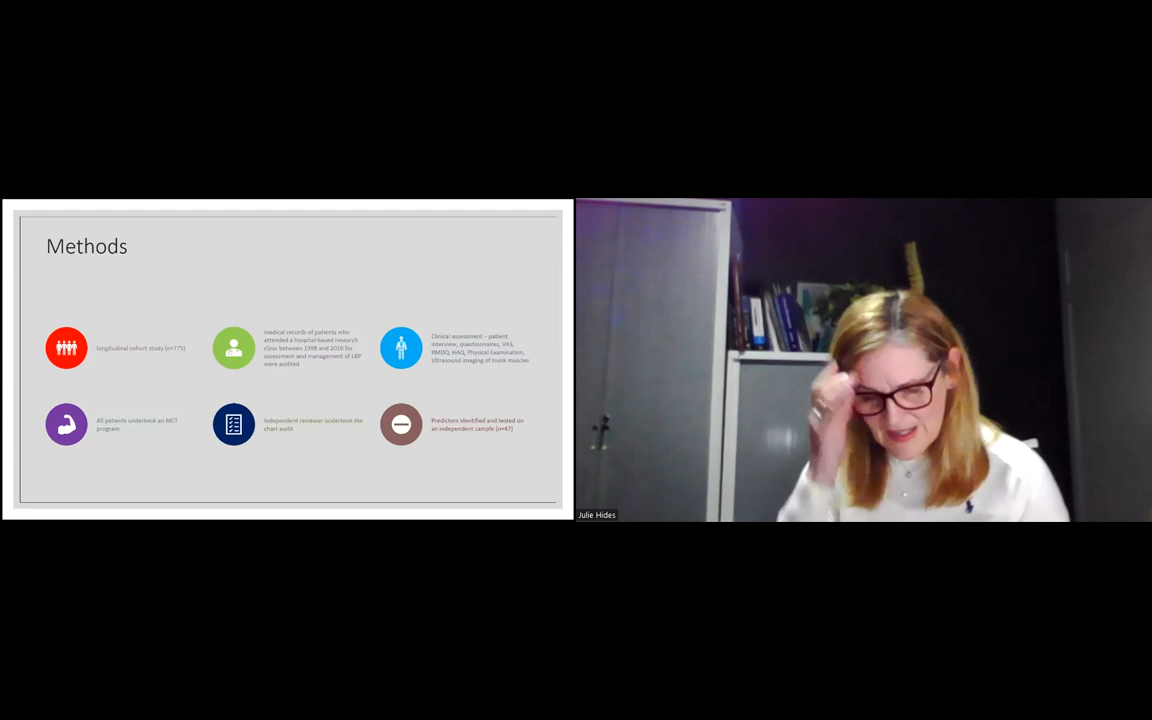 Methods
longitudinal cohort study (n=775)
medical records of patients who
attended a hospital-based research
clinic between 1998 and 2018 for
assessment and management of LBP
were audited
Clinical assessment – patient
interview, questionnaires, VAS,
RMDQ, HAQ, Physical Examination,
Ultrasound imaging of trunk muscles
All patients undertook an MCT
program
Independent reviewer undertook the
chart audit
Predictors identified and tested on
an independent sample (n=47)
Julie Hides